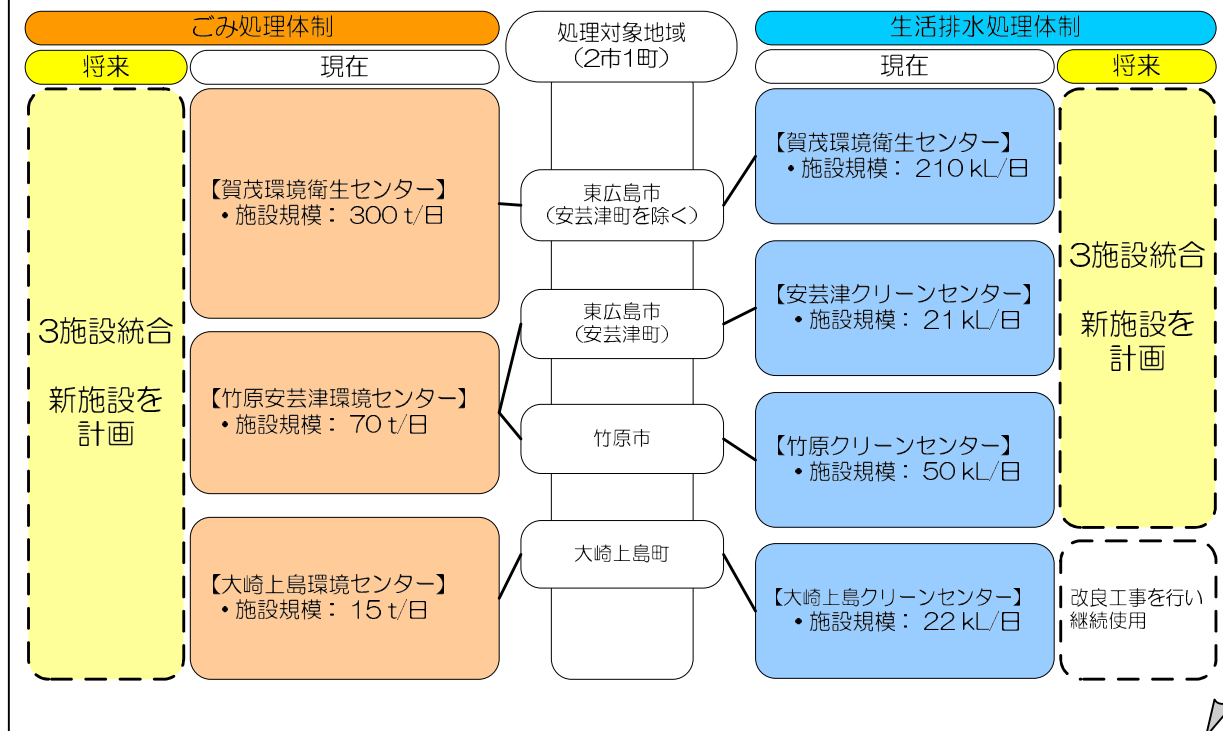 ごみ処理体制
将来
現在
3施設統合
新施設を
計画
【賀茂環境衛生センター】
・施設規模： 300 t/日
【竹原安芸津環境センター】
・施設規模： 70 t/日
【大崎上島環境センター】
・施設規模： 15 t/日
処理対象地域
（2市1町）
東広島市
（安芸津町を除く）
東広島市
（安芸津町）
竹原市
大崎上島町
生活排水処理体制
現在
将来
【賀茂環境衛生センター】
・施設規模： 210 kL/日
【安芸津クリーンセンター】
・施設規模： 21 kL/日
【竹原クリーンセンター】
・施設規模： 50 kL/日
【大崎上島クリーンセンター】
・施設規模： 22 kL/日
3施設統合
新施設を
計画
改良工事を行い
継続使用